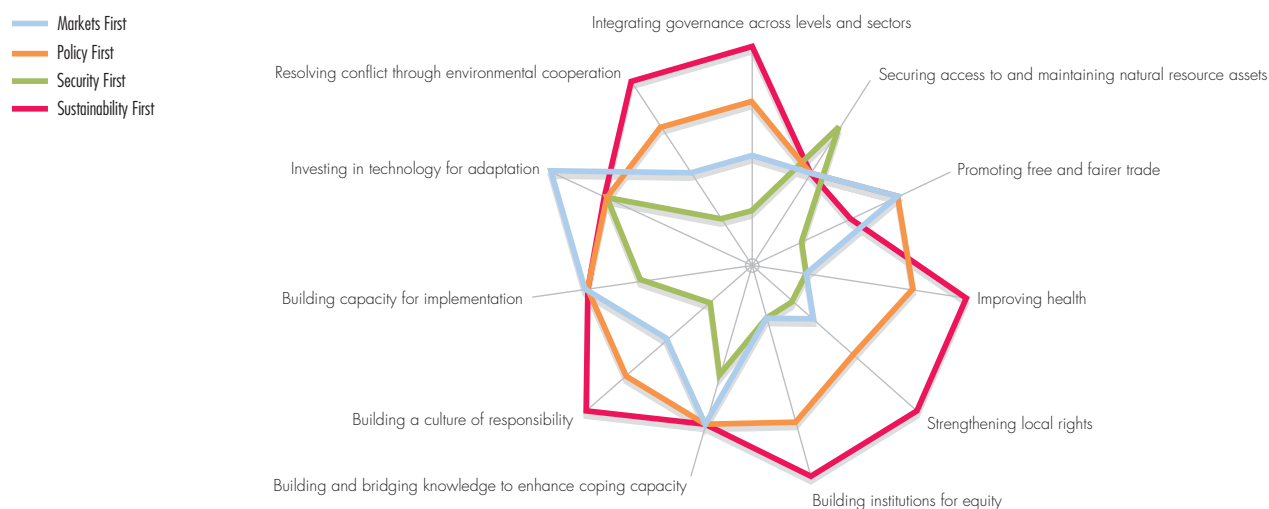 Markets First
Policy First
Security First
Sustainability First
Integrating governance across levels and sectors
Resolving conflict through environmental cooperation
Securing access to and maintaining natural resource assets
Investing in technology for adaptation
Promoting free and fairer trade
Building capacity for implementation
Improving health
Building a culture of responsibility
Strengthening local rights
Building and bridging knowledge to enhance coping capacity
Building institutions for equity